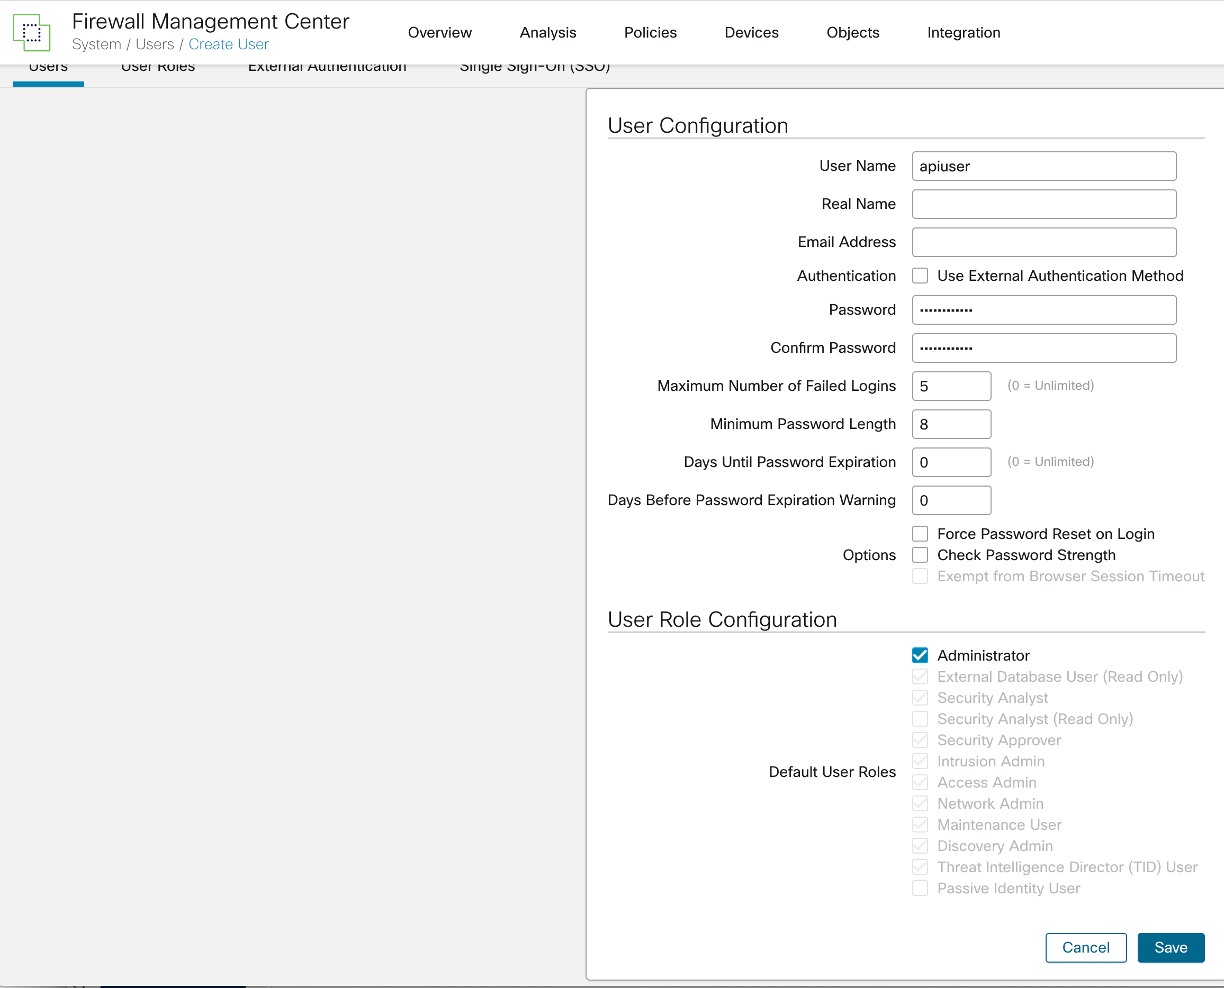 Firewall Management Center
System / Users / Create User
Overview Analysis Policies Devices Objects Integration
Users User Roles External Authentication Single Sign-On (SSO)
User Configuration
User Name apiuser
Real Name
Email Address
Authentication Use External Authentication Method
Password ············
Confirm Password ············
Maximum Number of Failed Logins 5 (0 = Unlimited)
Minimum Password Length 8
Days Until Password Expiration 0 (0 = Unlimited)
Days Before Password Expiration Warning 0
Force Password Reset on Login
Options Check Password Strength
Exempt from Browser Session Timeout
User Role Configuration
Administrator
External Database User (Read Only)
Security Analyst
Security Analyst (Read Only)
Security Approver
Intrusion Admin
Default User Roles
Access Admin
Network Admin
Maintenance User
Discovery Admin
Threat Intelligence Director (TID) User
Passive Identity User
Cancel Save